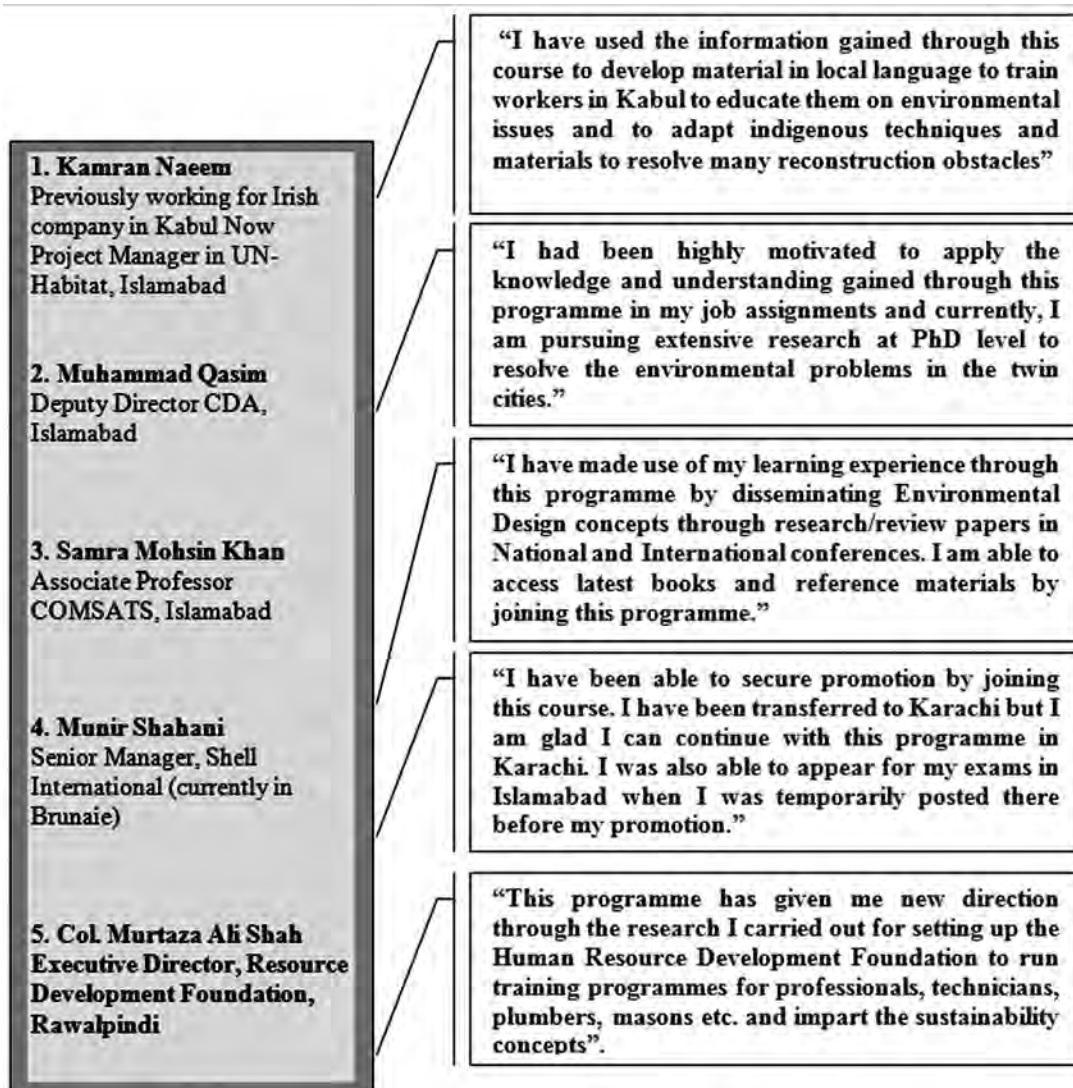 1. Kamran Naeem
Previously working for Irish
company in Kabul Now
Project Manager in UN-
Habitat, Islamabad
2. Muhammad Qasim
Deputy Director CDA,
Islamabad
3. Samra Mohsin Khan
Associate Professor
COMSATS, Islamabad
4. Munir Shahani
Senior Manager, Shell
International (currently in
Brunaie)
5. Col. Murtaza Ali Shah
Executive Director, Resource
Development Foundation,
Rawalpindi
“I have used the information gained through this
course to develop material in local language to train
workers in Kabul to educate them on environmental
issues and to adapt indigenous techniques and
materials to resolve many reconstruction obstacles”
“I had been highly motivated to apply the
knowledge and understanding gained through this
programme in my job assignments and currently, I
am pursuing extensive research at PhD level to
resolve the environmental problems in the twin
cities.”
“I have made use of my learning experience through
this programme by disseminating Environmental
Design concepts through research/review papers in
National and International conferences. I am able to
access latest books and reference materials by
joining this programme.”
“I have been able to secure promotion by joining
this course. I have been transferred to Karachi but I
am glad I can continue with this programme in
Karachi. I was also able to appear for my exams in
Islamabad when I was temporarily posted there
before my promotion.”
“This programme has given me new direction
through the research I carried out for setting up the
Human Resource Development Foundation to run
training programmes for professionals, technicians,
plumbers, masons etc. and impart the sustainability
concepts”.